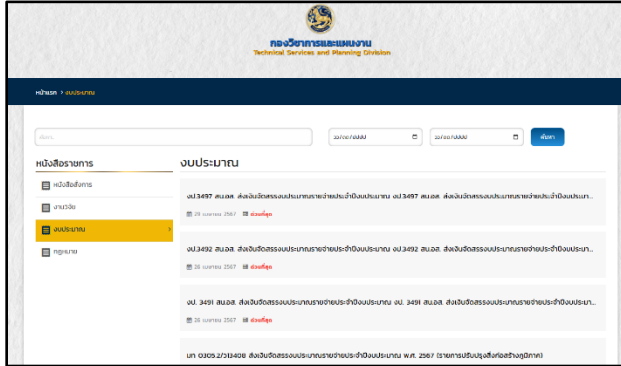 กองวิชาการและแผนงาน
Technical Services and Planning Division
หน้าแรก > งบประมาณ
ค้นหา...
วว/ดด/ปปปป
วว/ดด/ปปปป
ค้นหา
หนังสือราชการ
งบประมาณ
หนังสือสั่งการ
งานวิจัย
งบประมาณ
กฎหมาย
งป.3497 สน.อส. ส่งเงินจัดสรรงบประมาณรายจ่ายประจำปีงบประมาณ งป.3497 สน.อส. ส่งเงินจัดสรรงบประมาณรายจ่ายประจำปีงบประมา...
29 เมษายน 2567 ด่วนที่สุด
งป.3492 สน.อส. ส่งเงินจัดสรรงบประมาณรายจ่ายประจำปีงบประมาณ งป.3492 สน.อส. ส่งเงินจัดสรรงบประมาณรายจ่ายประจำปีงบประมาณ...
26 เมษายน 2567 ด่วนที่สุด
งป. 3491 สน.อส. ส่งเงินจัดสรรงบประมาณรายจ่ายประจำปีงบประมาณ งป. 3491 สน.อส. ส่งเงินจัดสรรงบประมาณรายจ่ายประจำปีงบประมา...
26 เมษายน 2567 ด่วนที่สุด
มท 0305.2/ว13408 ส่งเงินจัดสรรงบประมาณรายจ่ายประจำปีงบประมาณ พ.ศ. 2567 (รายการปรับปรุงสิ่งก่อสร้างภูมิภาค)